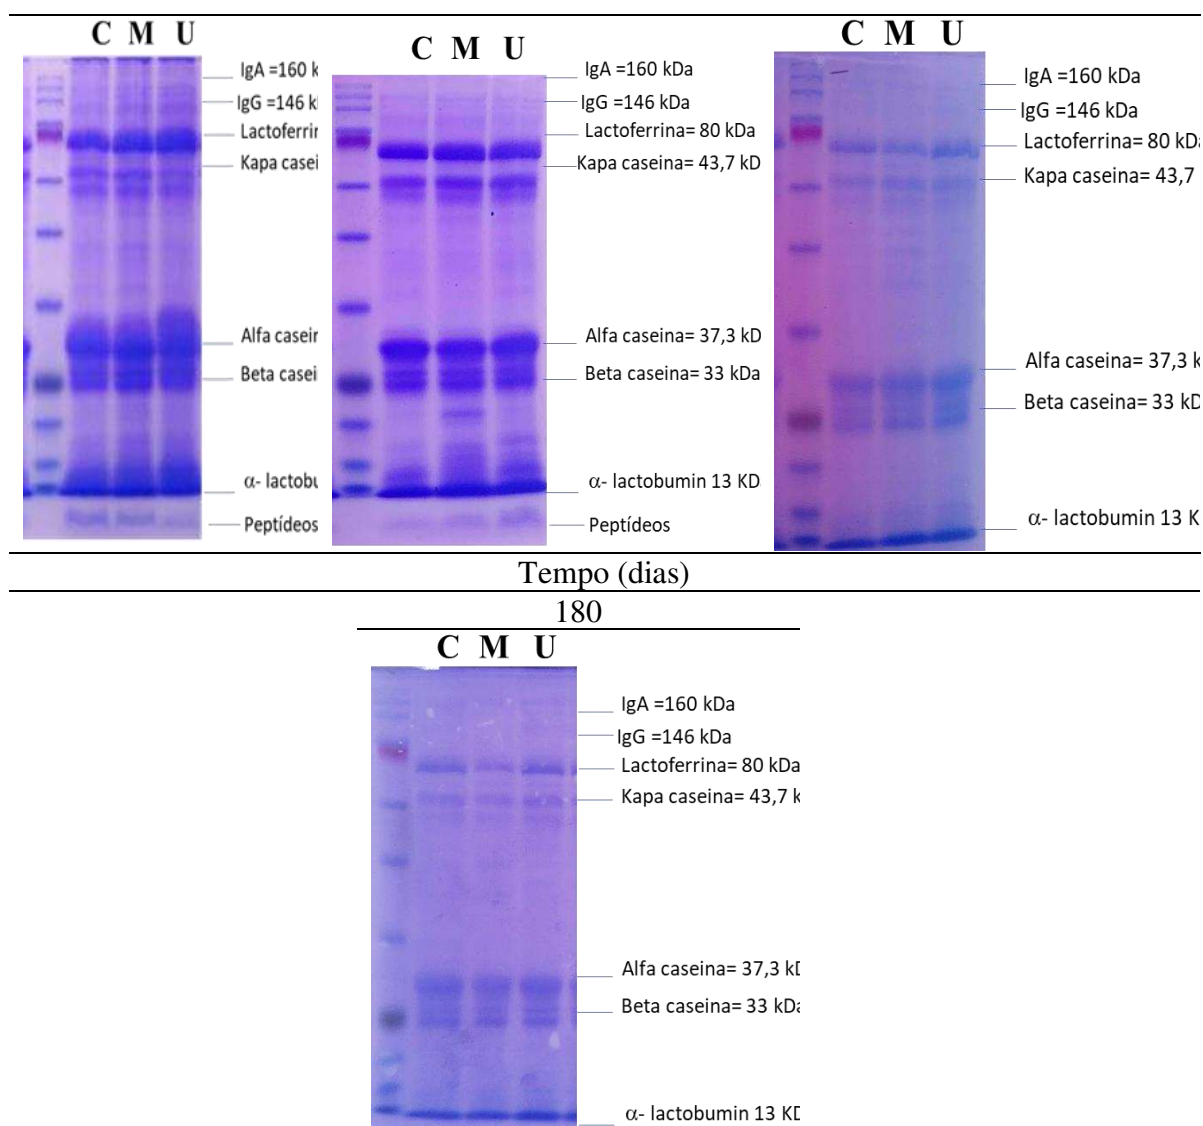 C M U
IgA =160 k
IgG =146 kl
Lactoferrir
Kapa casei
Alfa caseir
Beta casei
α- lactobu
Peptídeos
C M U
IgA =160 kDa
IgG =146 kDa
Lactoferrina= 80 kDa
Kapa caseina= 43,7 kD
Alfa caseina= 37,3 kD
Beta caseina= 33 kDa
α- lactobumin 13 KD
Peptídeos
C M U
IgA =160 kDa
IgG =146 kDa
Lactoferrina= 80 kDa
Kapa caseina= 43,7
Alfa caseina= 37,3 k
Beta caseina= 33 kD
α- lactobumin 13 K
Tempo (dias)
180
C M U
IgA =160 kDa
IgG =146 kDa
Lactoferrina= 80 kDa
Kapa caseina= 43,7 k
Alfa caseina= 37,3 kD
Beta caseina= 33 kDa
α- lactobumin 13 KD